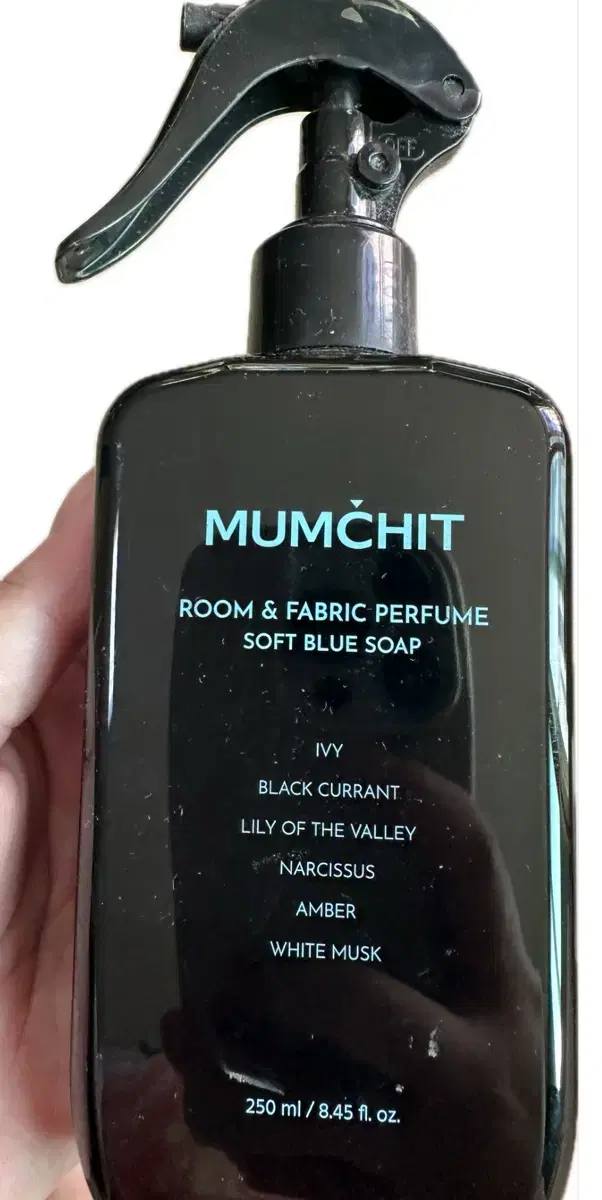 OFF
MUMČHIT
ROOM & FABRIC PERFUME
SOFT BLUE SOAP
IVY
BLACK CURRANT
LILY OF THE VALLEY
NARCISSUS
AMBER
WHITE MUSK
250 ml / 8.45 fl. oz.